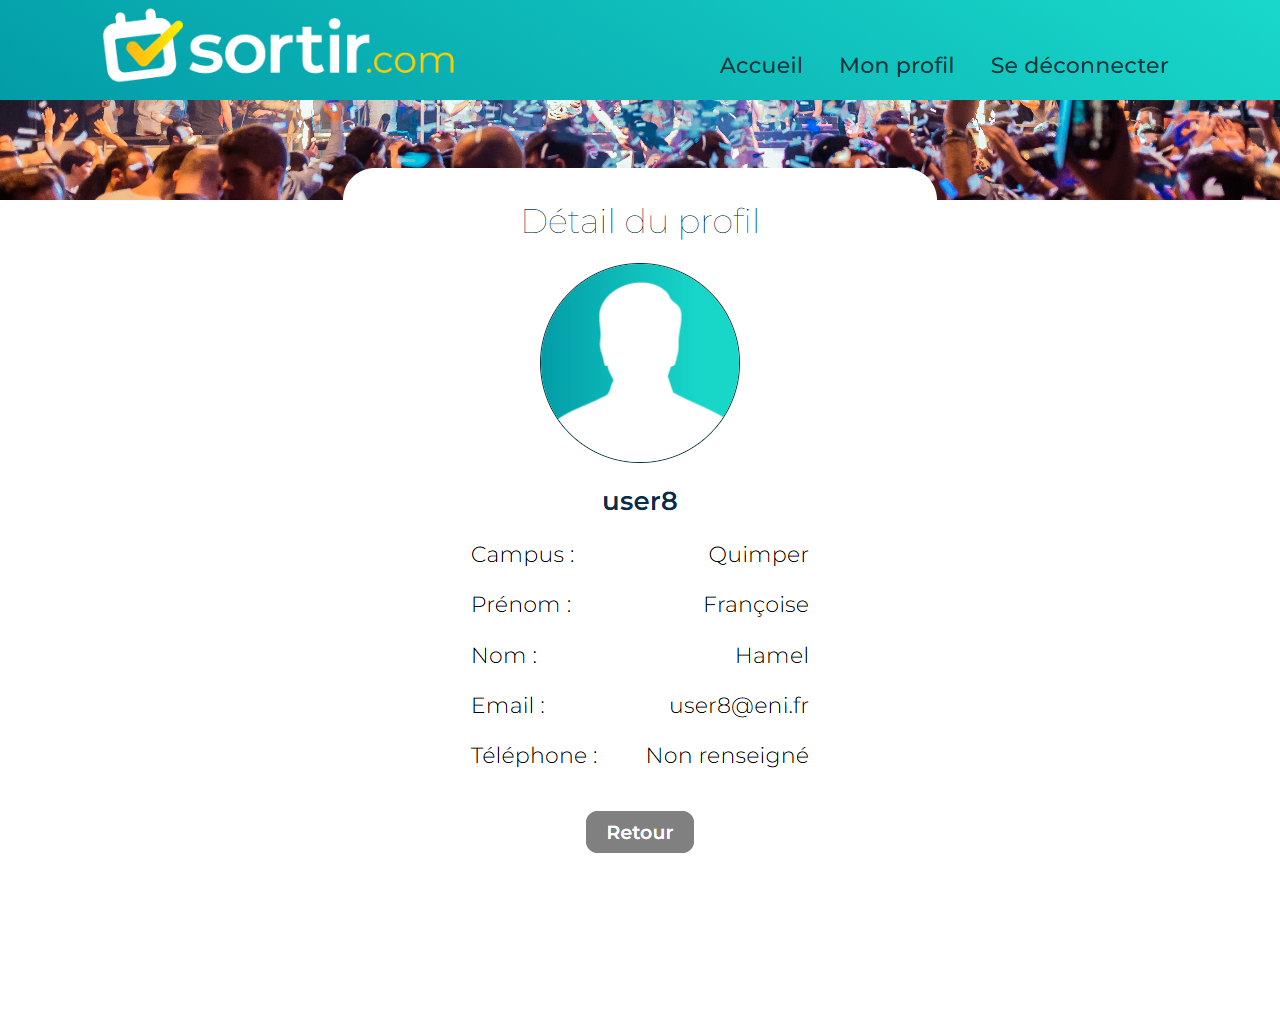 sortir.com
Accueil Mon profil Se déconnecter
Détail du profil
user8
Campus : Quimper
Prénom : Françoise
Nom : Hamel
Email : user8@eni.fr
Téléphone : Non renseigné
Retour